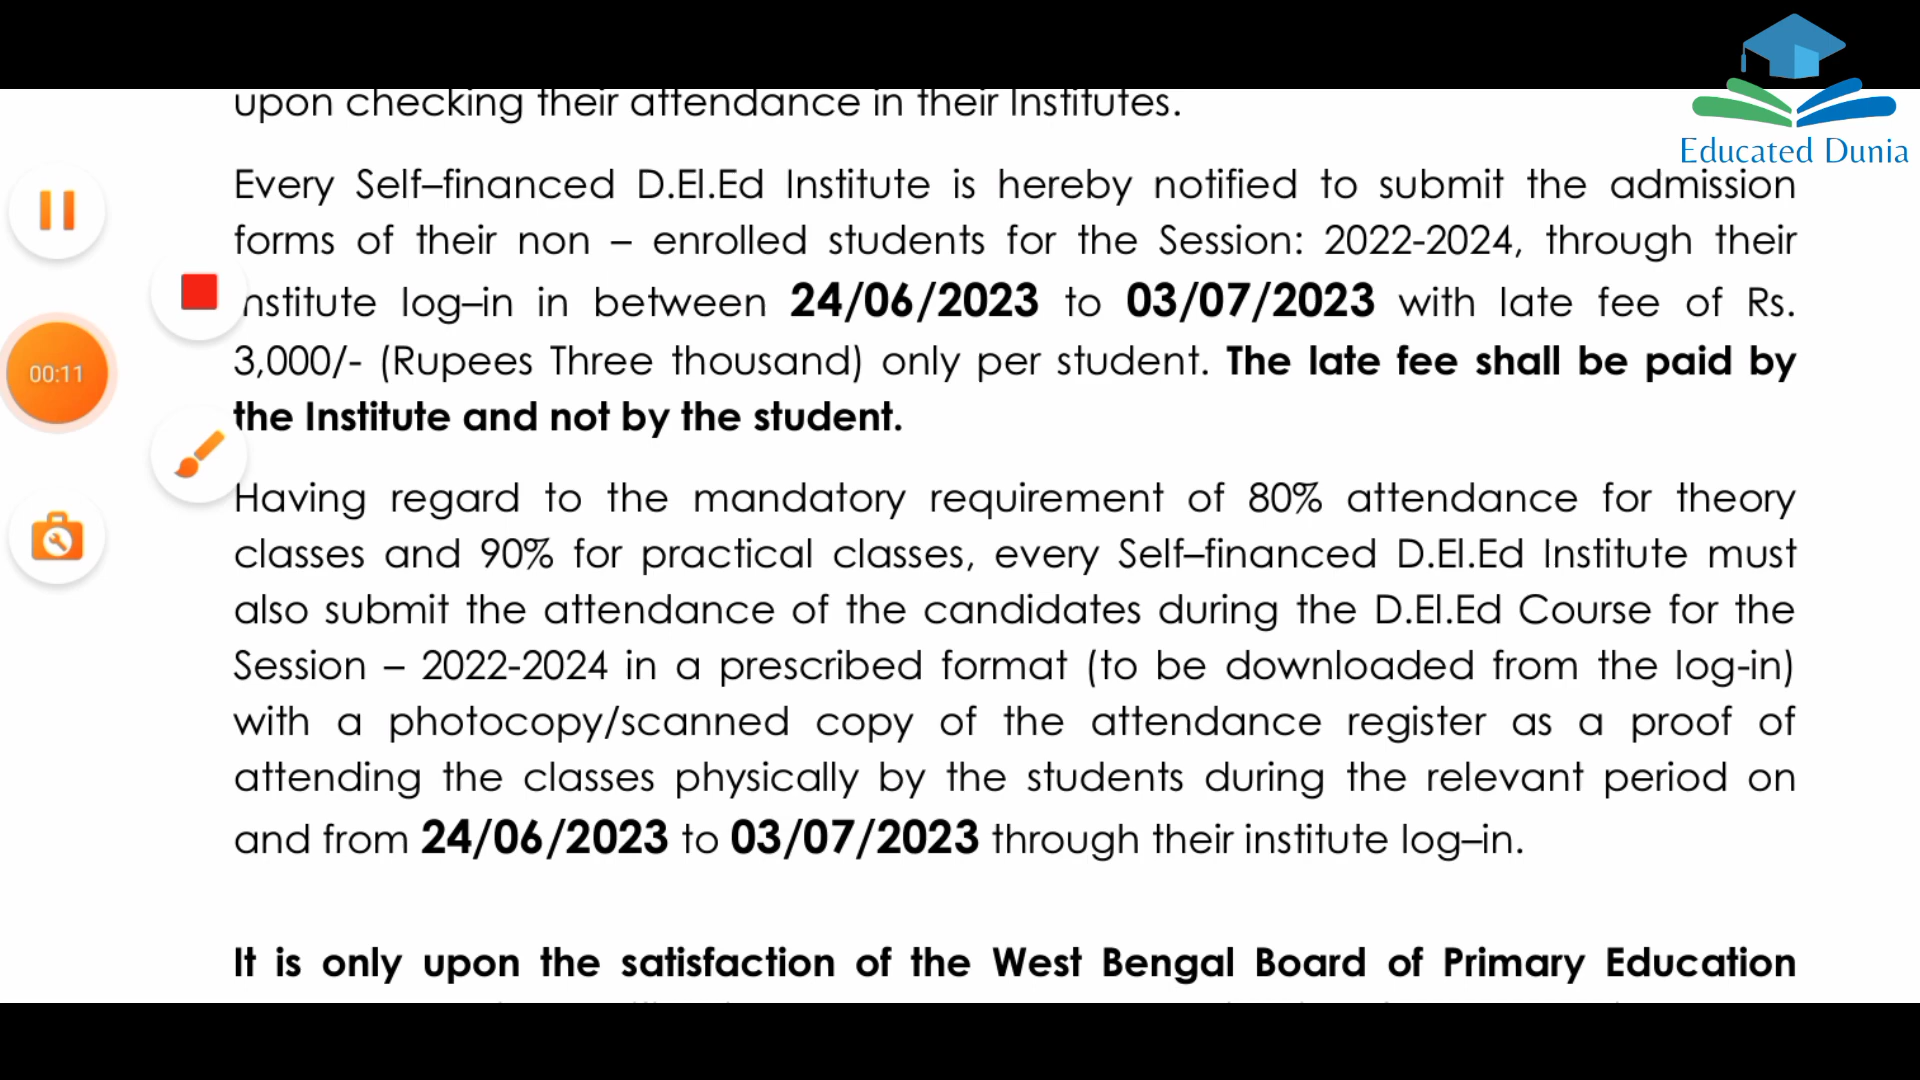 upon checking their attendance in their Institutes.
Educated Dunia
Every Self–financed D.El.Ed Institute is hereby notified to submit the admission
forms of their non – enrolled students for the Session: 2022-2024, through their
nstitute log–in in between 24/06/2023 to 03/07/2023 with late fee of Rs.
3,000/- (Rupees Three thousand) only per student. The late fee shall be paid by
the Institute and not by the student.
00:11
Having regard to the mandatory requirement of 80% attendance for theory
classes and 90% for practical classes, every Self–financed D.El.Ed Institute must
also submit the attendance of the candidates during the D.El.Ed Course for the
Session – 2022-2024 in a prescribed format (to be downloaded from the log-in)
with a photocopy/scanned copy of the attendance register as a proof of
attending the classes physically by the students during the relevant period on
and from 24/06/2023 to 03/07/2023 through their institute log–in.
It is only upon the satisfaction of the West Bengal Board of Primary Education